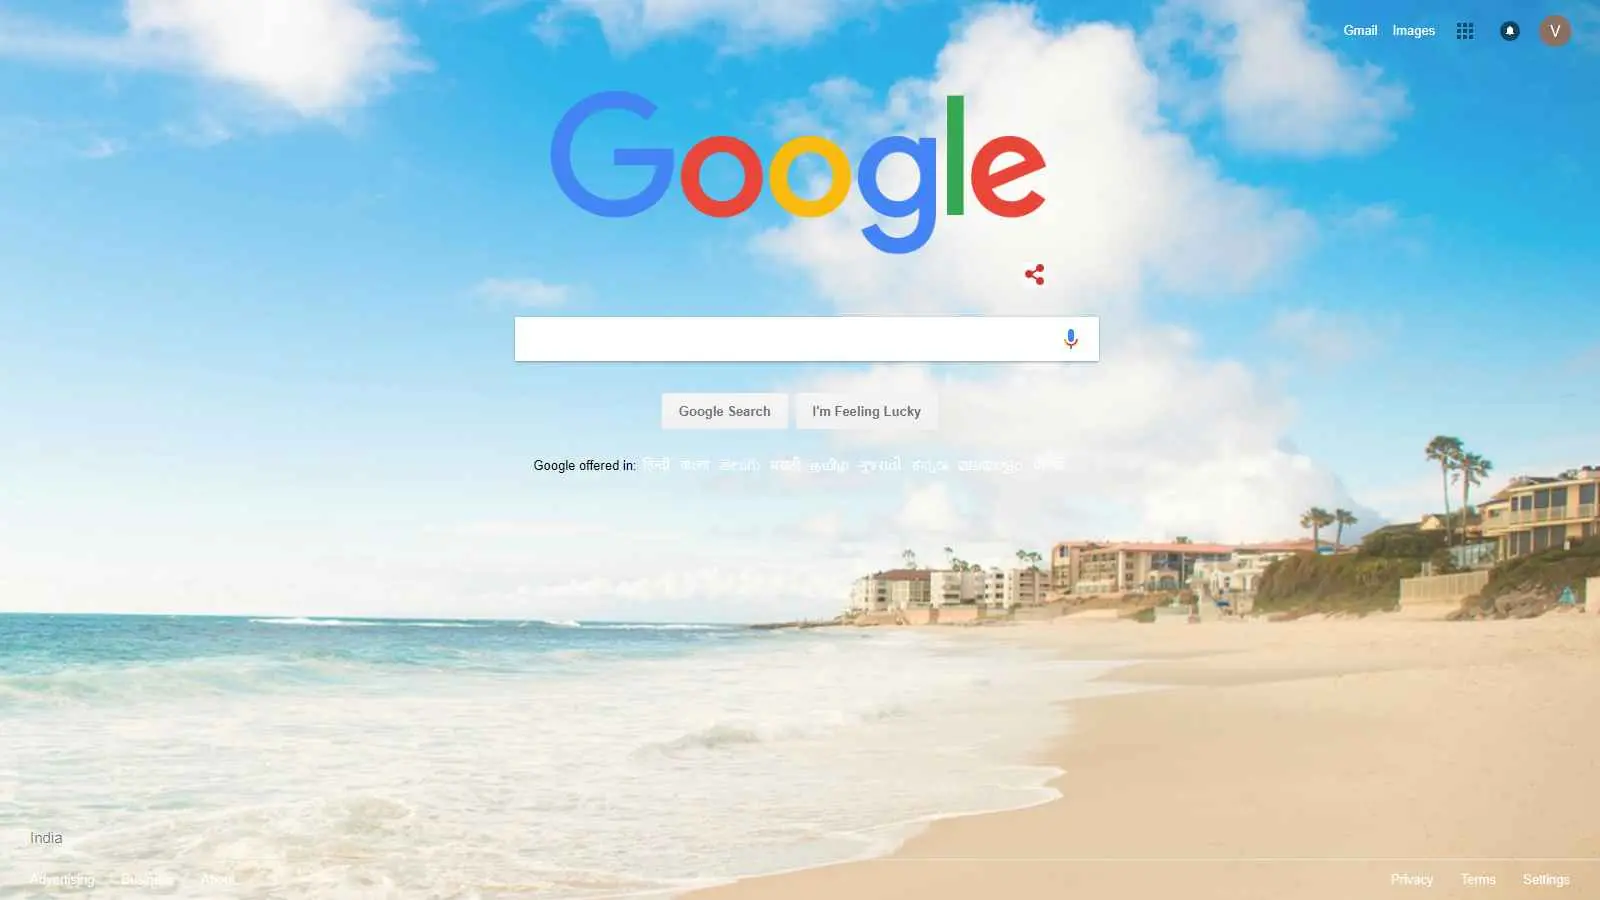 Gmail Images
V
Google
Google Search I'm Feeling Lucky
Google offered in: हिन्दी বাংলা తెలుగు मराठी தமிழ் ગુજરાતી ಕನ್ನಡ മലയാളം
India
Advertising Business About
Privacy Terms Settings